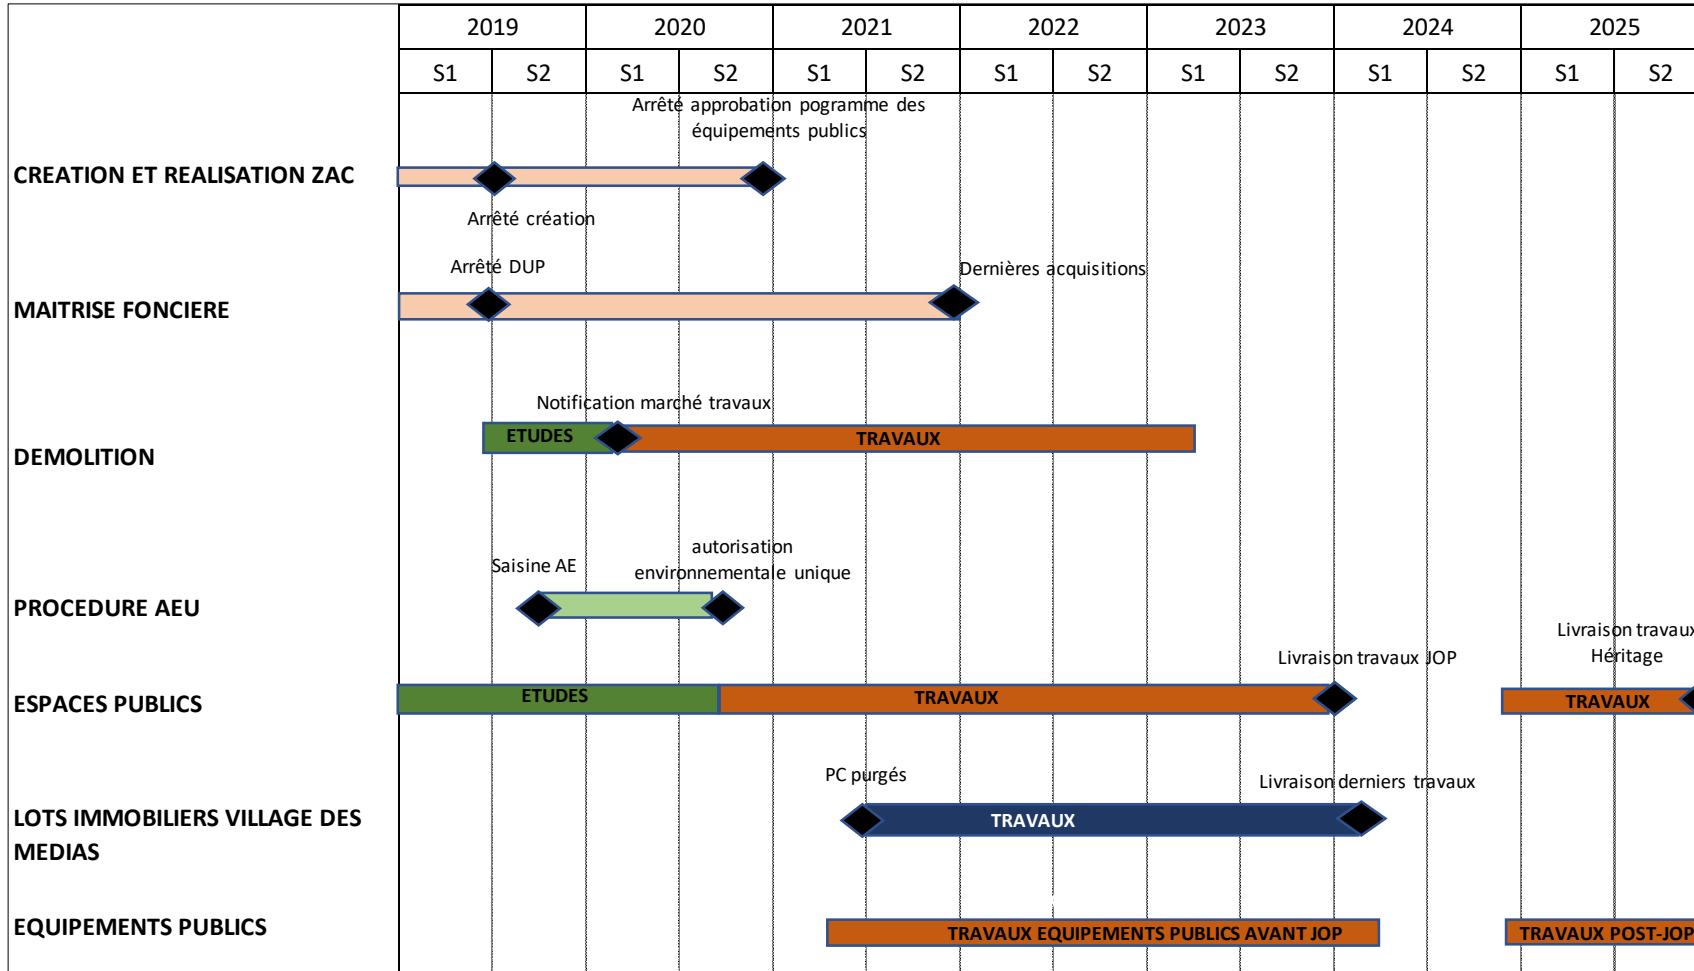 2019 2020 2021 2022 2023 2024 2025
S1 S2 S1 S2 S1 S2 S1 S2 S1 S2 S1 S2 S1 S2
Arrêté approbation pogramme des
équipements publics
CREATION ET REALISATION ZAC
Arrêté création
Arrêté DUP
Dernières acquisitions
MAITRISE FONCIERE
Notification marché travaux
ETUDES
TRAVAUX
DEMOLITION
Saisine AE
autorisation
environnementale unique
PROCEDURE AEU
Livraison travaux JOP
Livraison travaux
Héritage
ETUDES
TRAVAUX
TRAVAUX
ESPACES PUBLICS
PC purgés
Livraison derniers travaux
LOTS IMMOBILIERS VILLAGE DES
MEDIAS
TRAVAUX
EQUIPEMENTS PUBLICS
TRAVAUX EQUIPEMENTS PUBLICS AVANT JOP
TRAVAUX POST-JOP